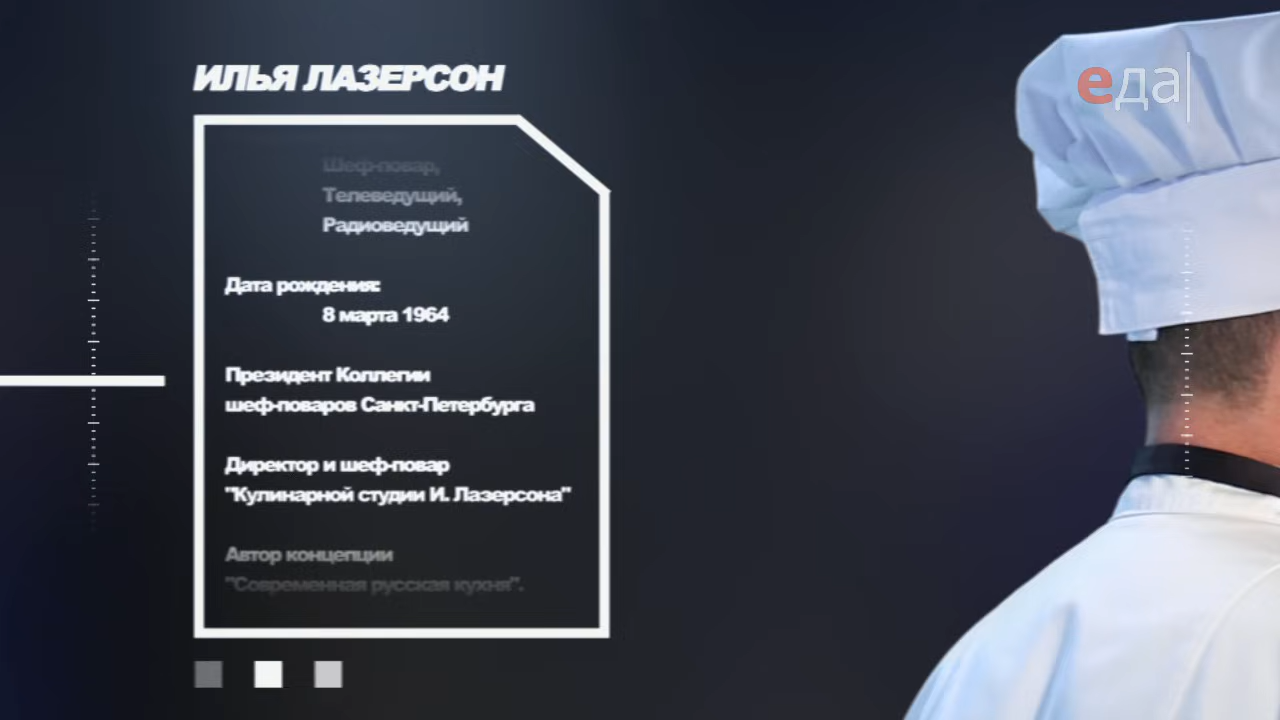 ИЛЬЯ ЛАЗЕРСОН
еда
Шеф-повар,
Телеведущий,
Радиоведущий
Дата рождения:
8 марта 1964
Президент Коллегии
шеф-поваров Санкт-Петербурга
Директор и шеф-повар
"Кулинарной студии И. Лазерсона"
Автор концепции
"Современная русская кухня".